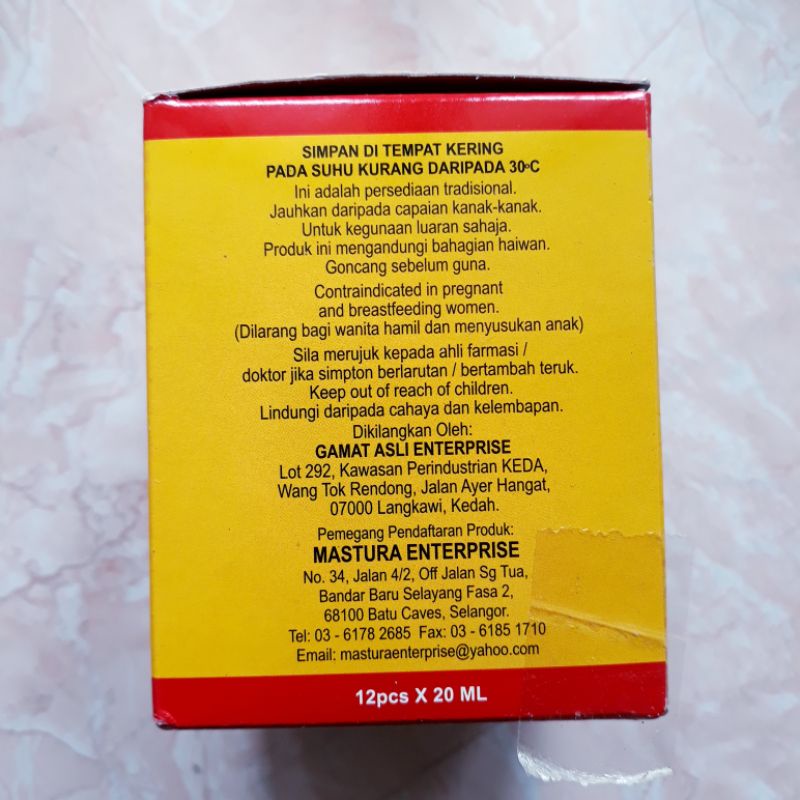 SIMPAN DI TEMPAT KERING
PADA SUHU KURANG DARIPADA 30°C
Ini adalah persediaan tradisional.
Jauhkan daripada capaian kanak-kanak.
Untuk kegunaan luaran sahaja.
Produk ini mengandungi bahagian haiwan.
Goncang sebelum guna.
Contraindicated in pregnant
and breastfeeding women.
(Dilarang bagi wanita hamil dan menyusukan anak)
Sila merujuk kepada ahli farmasi /
doktor jika simpton berlarutan / bertambah teruk.
Keep out of reach of children.
Lindungi daripada cahaya dan kelembapan.
Dikilangkan Oleh:
GAMAT ASLI ENTERPRISE
Lot 292, Kawasan Perindustrian KEDA,
Wang Tok Rendong, Jalan Ayer Hangat,
07000 Langkawi, Kedah.
Pemegang Pendaftaran Produk:
MASTURA ENTERPRISE
No. 34, Jalan 4/2, Off Jalan Sg Tua,
Bandar Baru Selayang Fasa 2,
68100 Batu Caves, Selangor.
Tel: 03 - 6178 2685 Fax: 03 - 6185 1710
Email: masturaenterprise@yahoo.com
12pcs X 20 ML